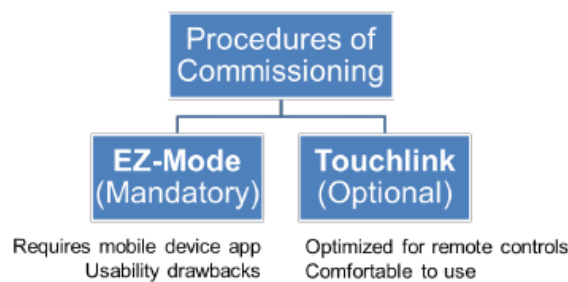 Procedures of
Commissioning
EZ-Mode
(Mandatory)
Touchlink
(Optional)
Requires mobile device app
Usability drawbacks
Optimized for remote controls
Comfortable to use